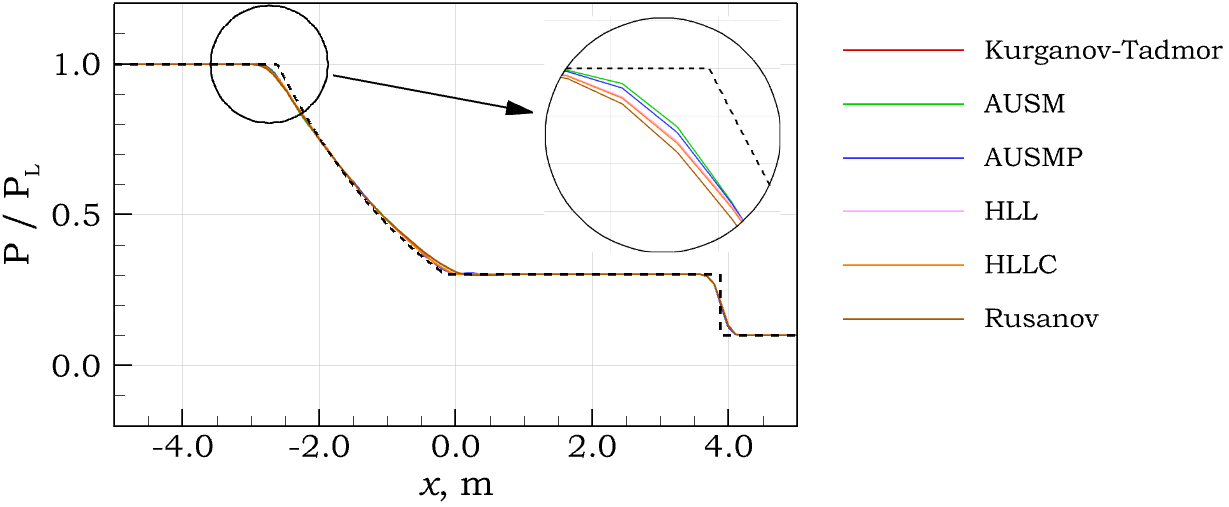 1.0
0.5
0.0
P / P_L
-4.0
-2.0
0.0
2.0
4.0
x, m
Kurganov-Tadmor
AUSM
AUSMP
HLL
HLLC
Rusanov